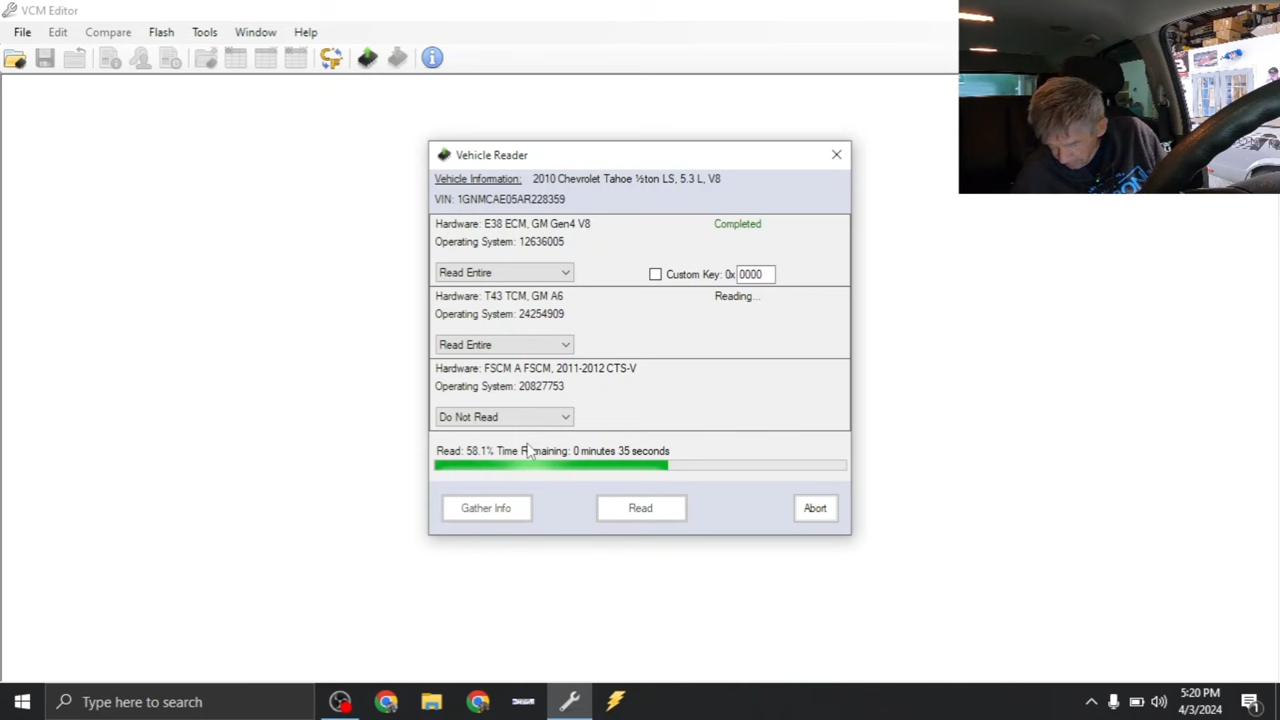 VCM Editor
File Edit Compare Flash Tools Window Help
Vehicle Reader
Vehicle Information: 2010 Chevrolet Tahoe ½ton LS, 5.3 L, V8
VIN: 1GNMCAE05AR228359
Hardware: E38 ECM, GM Gen4 V8 Completed
Operating System: 12636005
Read Entire Custom Key: 0x 0000
Hardware: T43 TCM, GM A6 Reading...
Operating System: 24254909
Read Entire
Hardware: FSCM A FSCM, 2011-2012 CTS-V
Operating System: 20827753
Do Not Read
Read: 58.1% Time Remaining: 0 minutes 35 seconds
Gather Info Read Abort
Type here to search
5:20 PM
4/3/2024